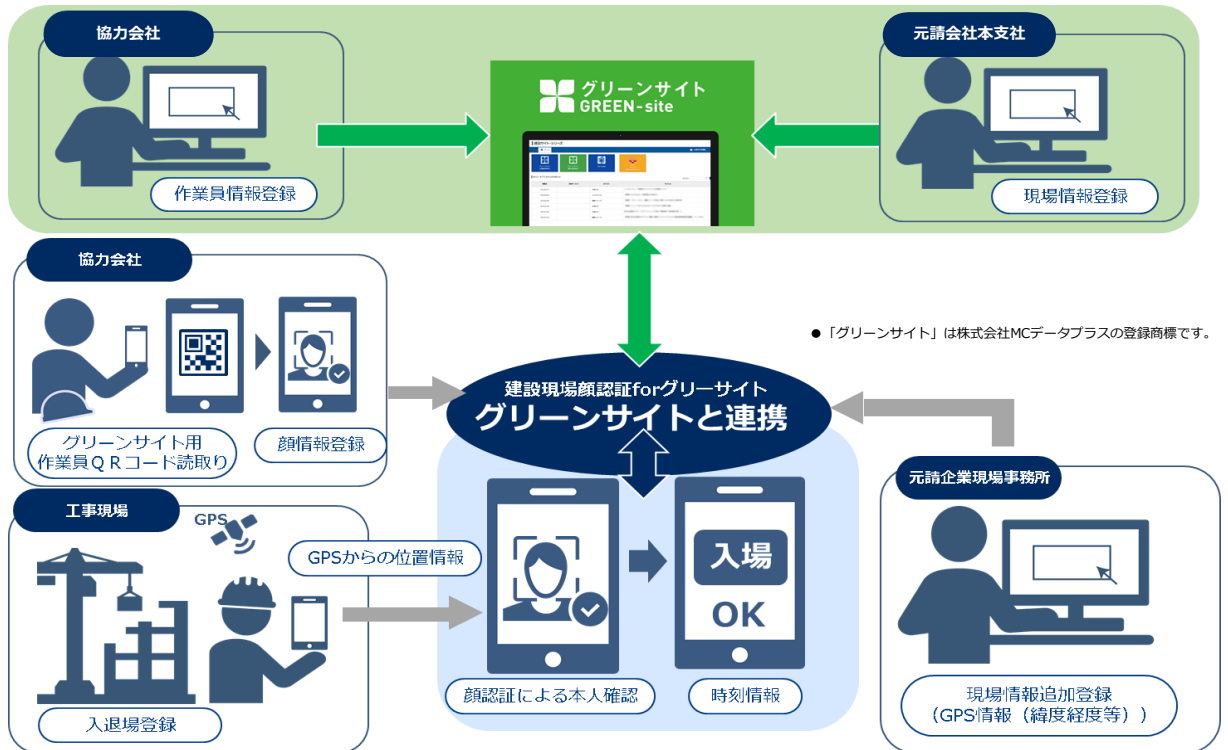 協力会社
元請会社本支社
グリーンサイト
GREEN-site
作業員情報登録
現場情報登録
協力会社
●「グリーンサイト」は株式会社MCデータプラスの登録商標です。
建設現場顔認証forグリーサイト
グリーンサイトと連携
グリーンサイト用
作業員QRコード読取り
顔情報登録
元請企業現場事務所
工事現場
GPS
GPSからの位置情報
入場
OK
入退場登録
顔認証による本人確認
時刻情報
現場情報追加登録
(GPS情報(緯度経度等))